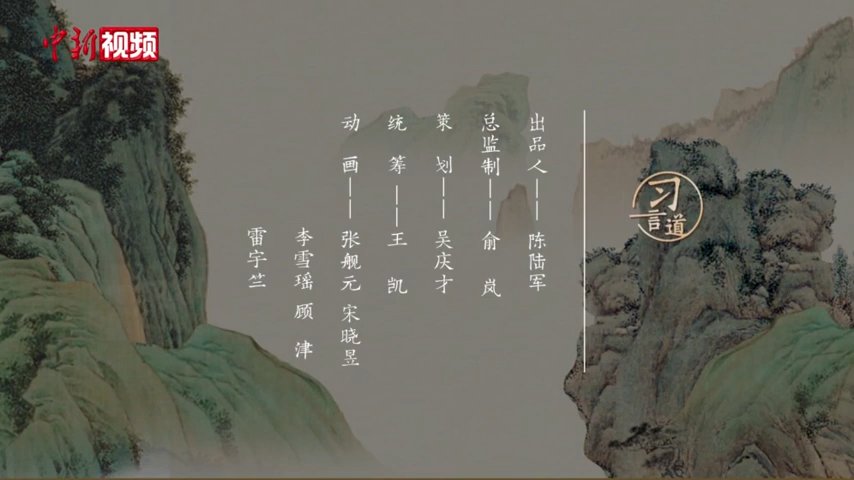 中新视频
习言道
出品人——陈陆军
总监制——俞 岚
策 划——吴庆才
统 筹——王 凯
动 画——张舰元 宋晓昱
李雪瑶 顾 津
雷宇竺